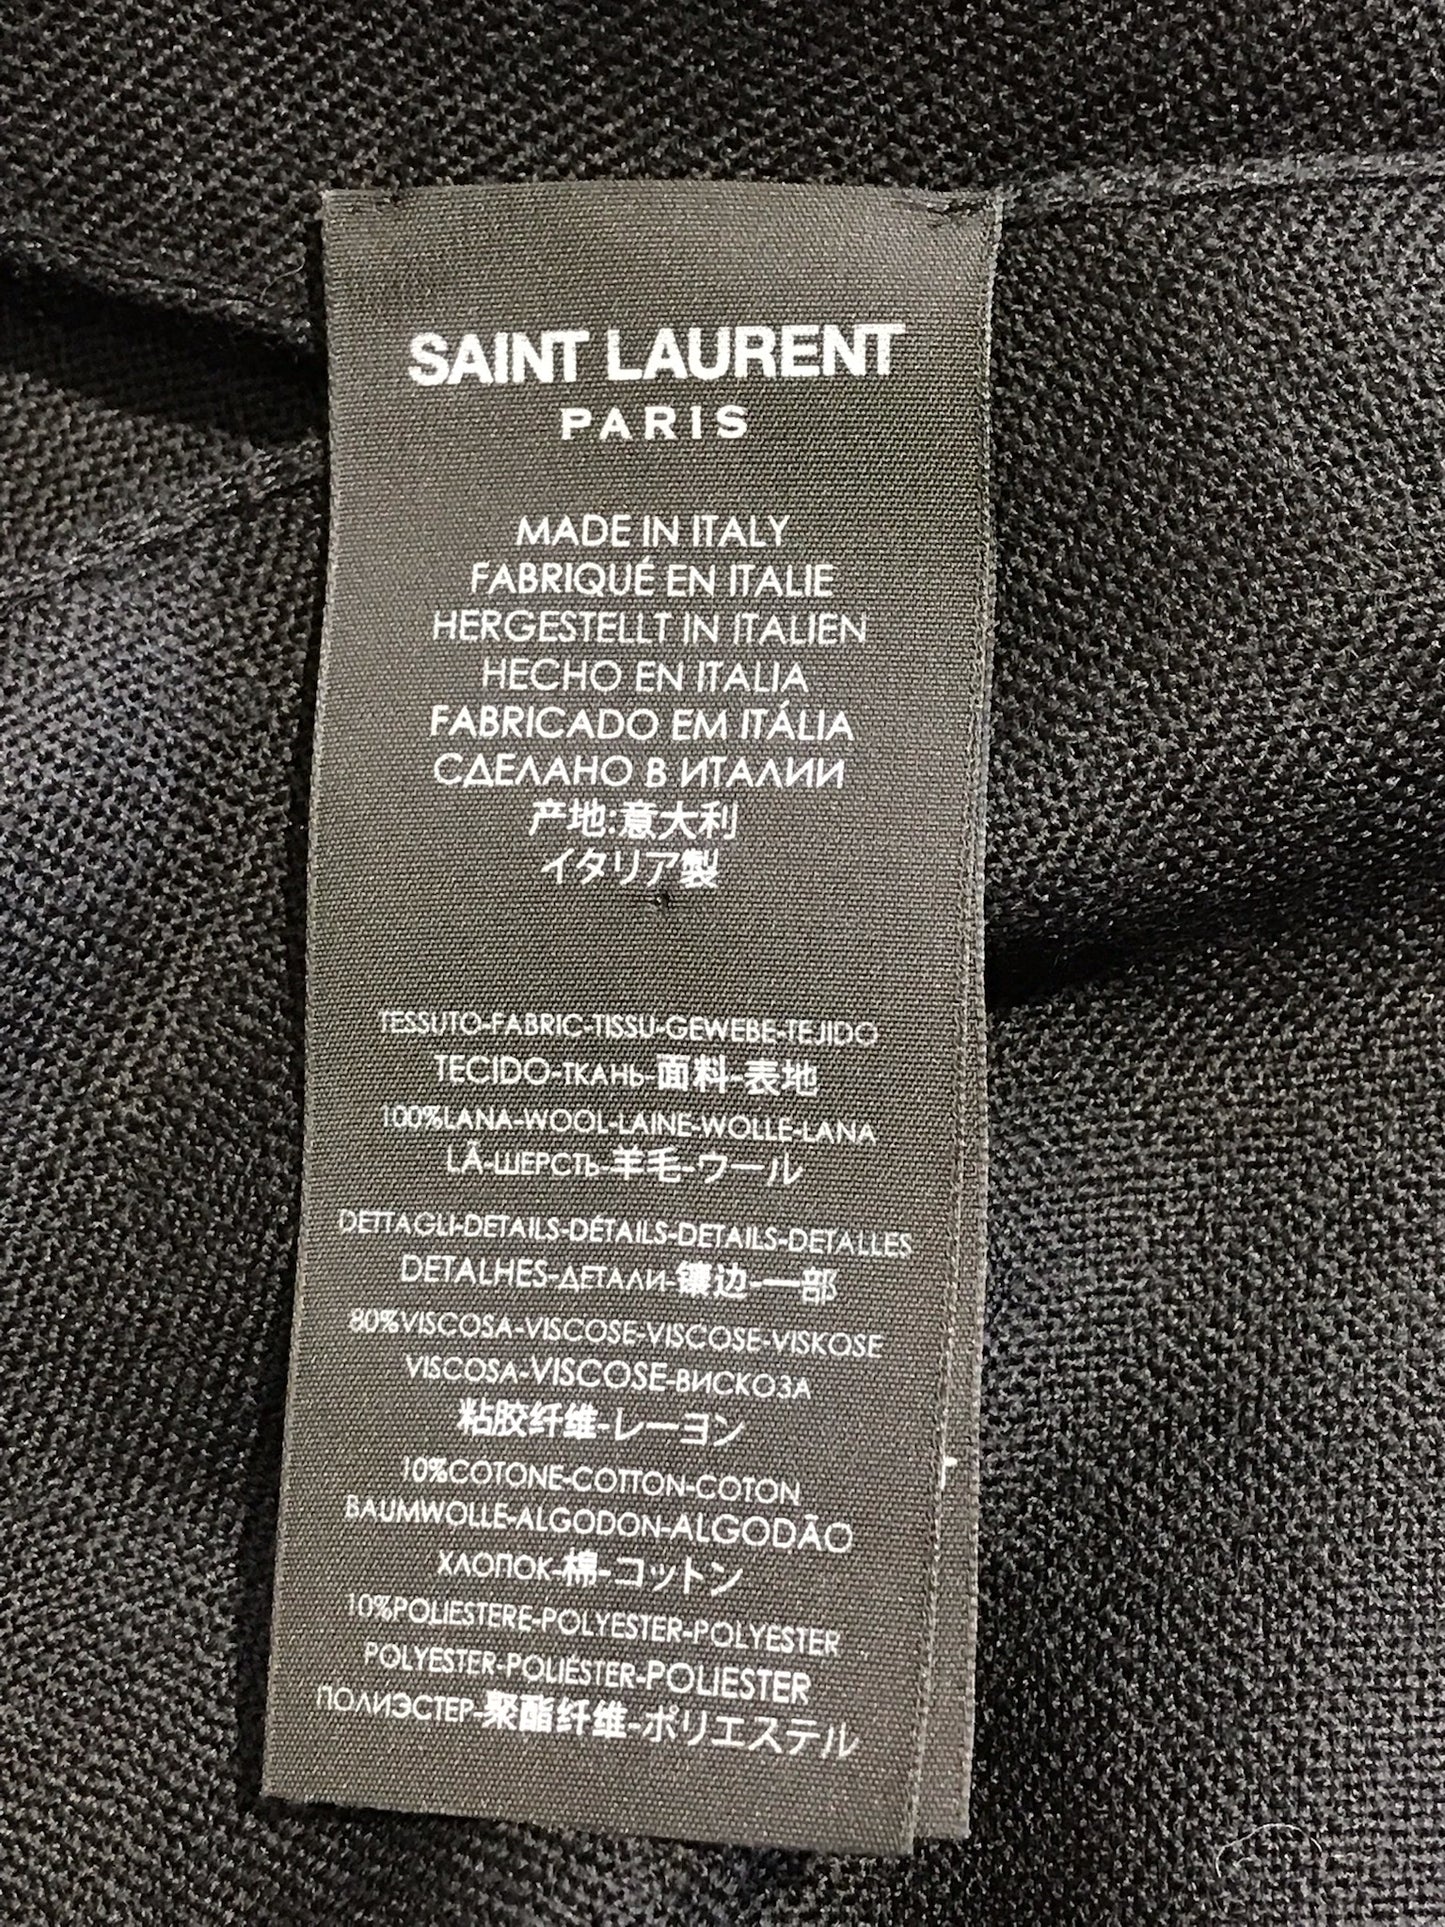 SAINT LAURENT
PARIS
MADE IN ITALY
FABRIQUÉ EN ITALIE
HERGESTELLT IN ITALIEN
HECHO EN ITALIA
FABRICADO EM ITÁLIA
СДЕЛАНО В ИТАЛИИ
产地:意大利
イタリア製
TESSUTO-FABRIC-TISSU-GEWEBE-TEJIDO
TECIDO-ТКАНЬ-面料-表地
100%LANA-WOOL-LAINE-WOLLE-LANA
LÃ-ШЕРСТЬ-羊毛-ウール
DETTAGLI-DETAILS-DÉTAILS-DETAILS-DETALLES
DETALHES-ДЕТАЛИ-镶边-一部
80%VISCOSA-VISCOSE-VISCOSE-VISKOSE
VISCOSA-VISCOSE-ВИСКОЗА
粘胶纤维-レーヨン
10%COTONE-COTTON-COTON
BAUMWOLLE-ALGODON-ALGODÃO
ХЛОПОК-棉-コットン
10%POLIESTERE-POLYESTER-POLYESTER
POLYESTER-POLIÉSTER-POLIESTER
ПОЛИЭСТЕР-聚酯纤维-ポリエステル